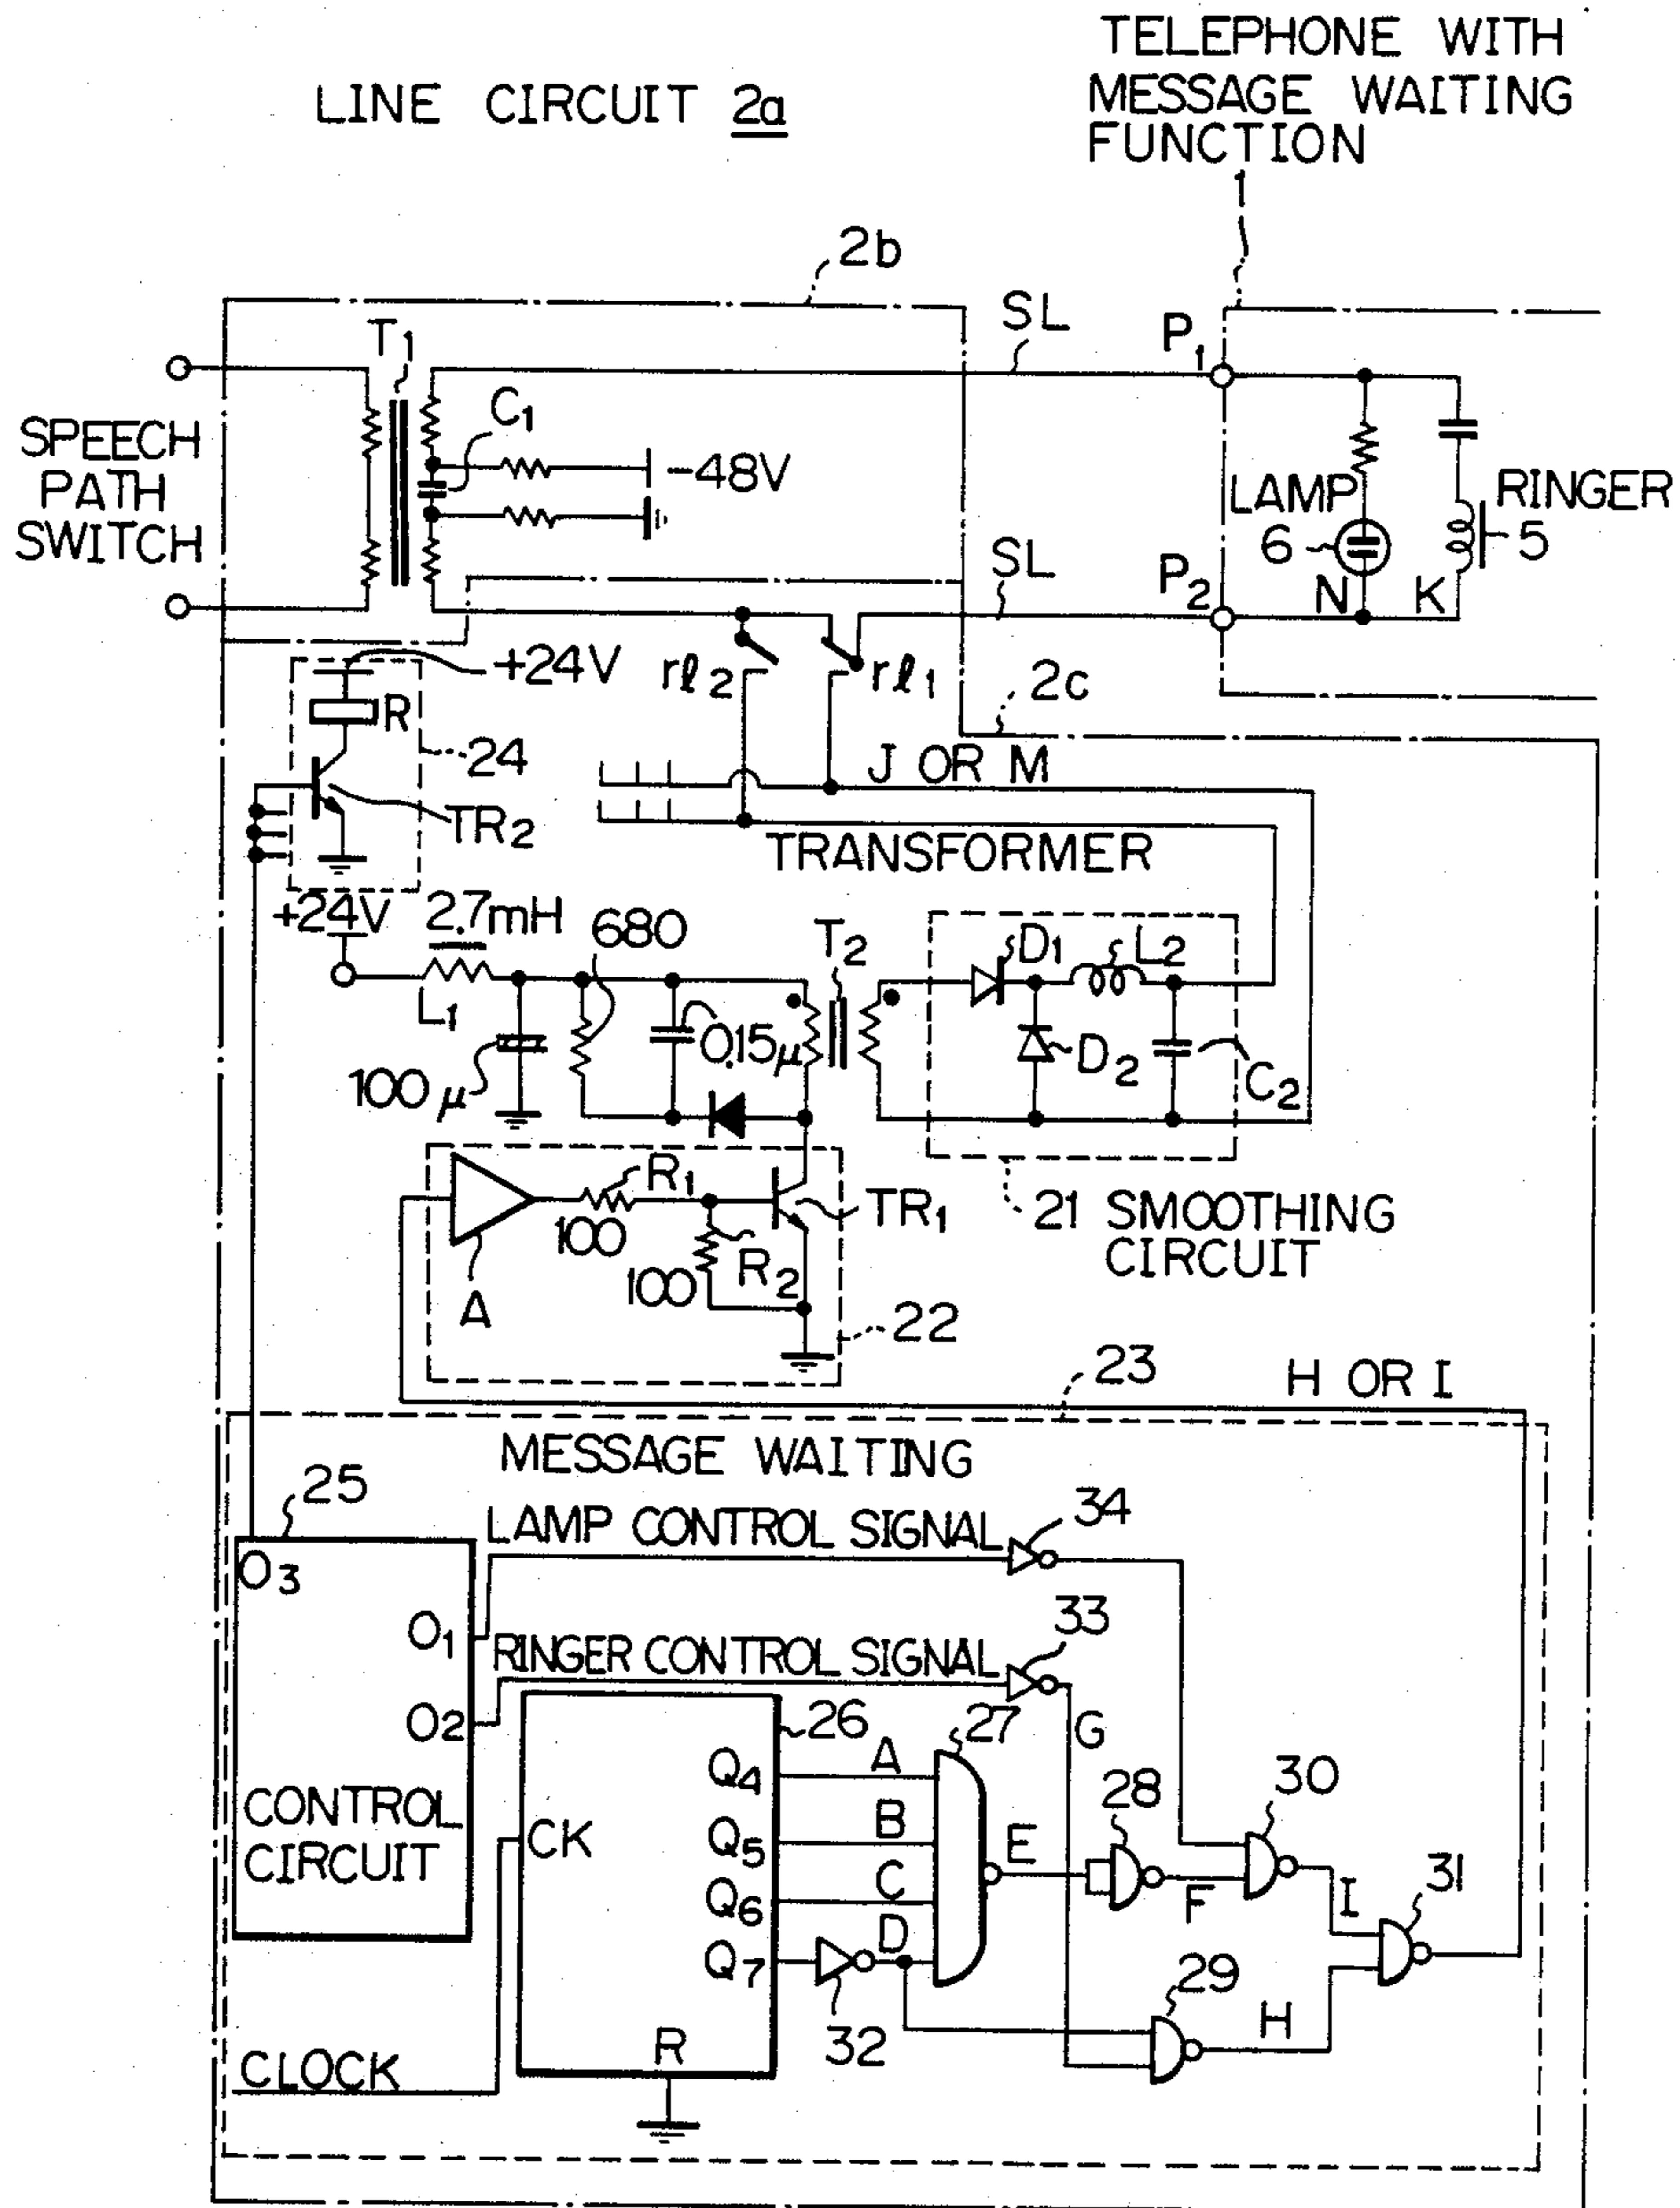 TELEPHONE WITH
MESSAGE WAITING
FUNCTION
1
LINE CIRCUIT 2a
2b
SL
P1
T1
C1
SPEECH
PATH
SWITCH
-48V
LAMP
6
N
RINGER
5
K
SL
P2
+24V
rl2
rl1
2c
R
24
J OR M
TR2
TRANSFORMER
+24V
2.7mH
680
T2
D1
L2
L1
0.15μ
D2
C2
100μ
R1
TR1
21 SMOOTHING
CIRCUIT
100
100
R2
A
22
23
H OR I
MESSAGE WAITING
25
LAMP CONTROL SIGNAL
34
O3
O1
RINGER CONTROL SIGNAL
33
O2
26
27
G
Q4
A
28
30
CONTROL
CIRCUIT
CK
Q5
B
E
31
Q6
C
F
I
Q7
D
29
32
H
R
CLOCK